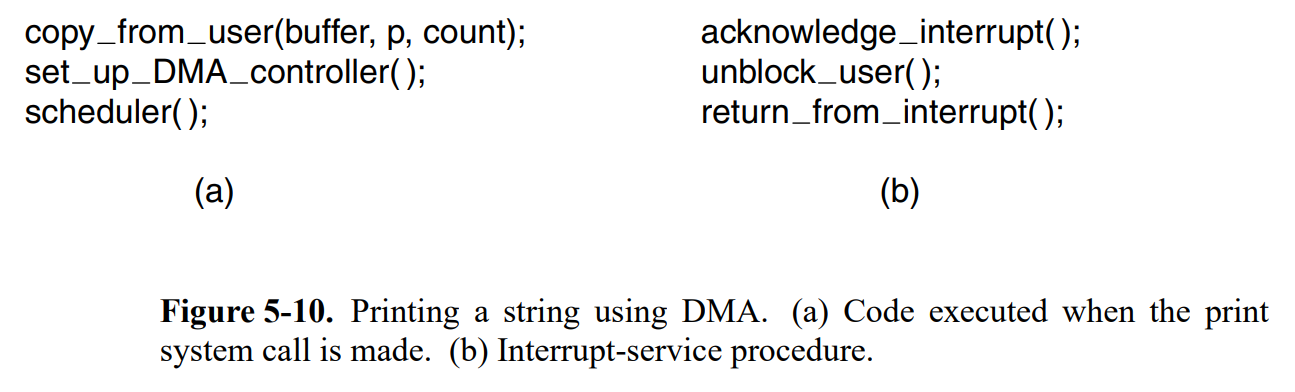 copy_from_user(buffer, p, count);
set_up_DMA_controller( );
scheduler( );
(a)
acknowledge_interrupt( );
unblock_user( );
return_from_interrupt( );
(b)
Figure 5-10. Printing a string using DMA. (a) Code executed when the print
system call is made. (b) Interrupt-service procedure.